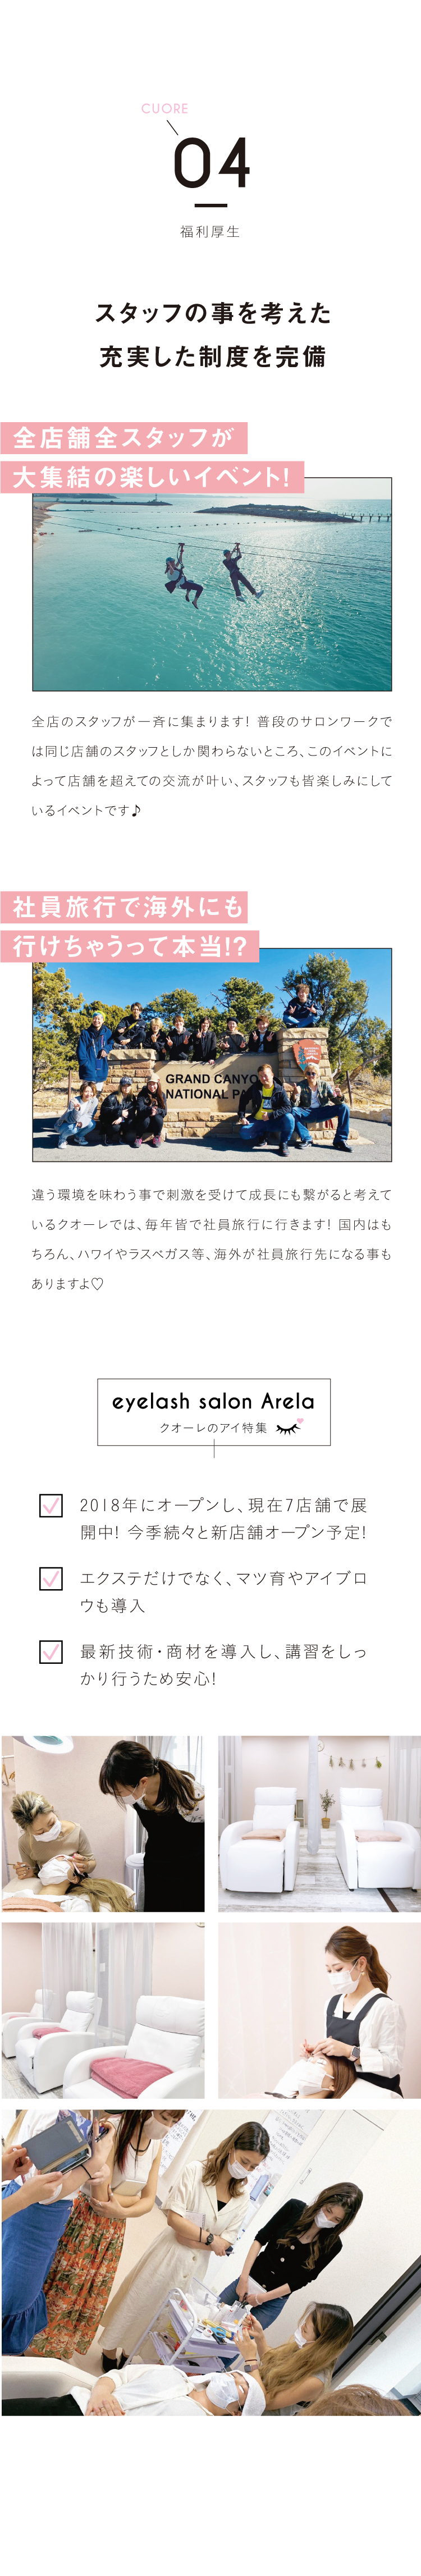 CUORE
04
福利厚生
スタッフの事を考えた
充実した制度を完備
全店舗全スタッフが
大集結の楽しいイベント!
全店のスタッフが一斉に集まります! 普段のサロンワークで
は同じ店舗のスタッフとしか関わらないところ、このイベントに
よって店舗を超えての交流が叶い、スタッフも皆楽しみにして
いるイベントです♪
社員旅行で海外にも
行けちゃうって本当!?
GRAND CANYO
NATIONAL PA
違う環境を味わう事で刺激を受けて成長にも繋がると考えて
いるクオーレでは、毎年皆で社員旅行に行きます! 国内はも
ちろん、ハワイやラスベガス等、海外が社員旅行先になる事も
ありますよ♡
eyelash salon Arela
クオーレのアイ特集
2018年にオープンし、現在7店舗で展
開中! 今季続々と新店舗オープン予定!
エクステだけでなく、マツ育やアイブロ
ウも導入
最新技術・商材を導入し、講習をしっ
かり行うため安心!